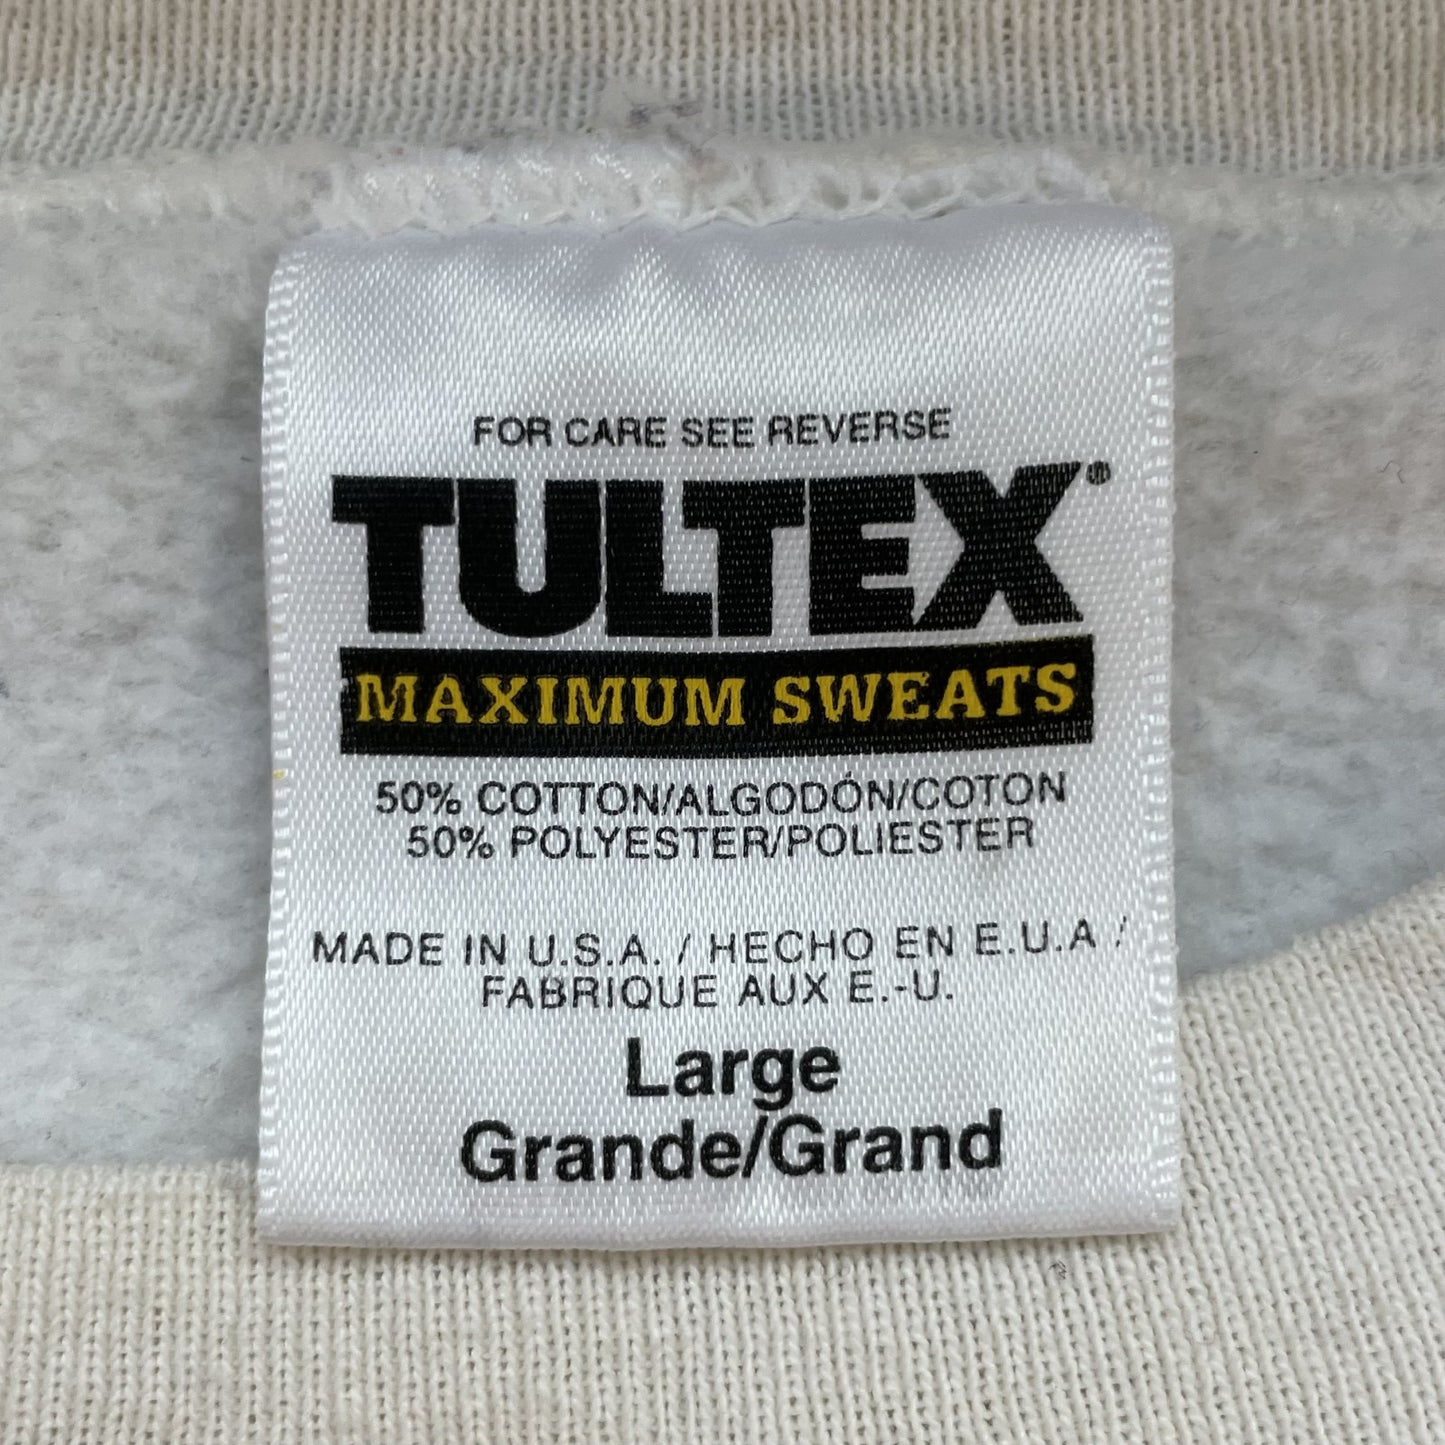 FOR CARE SEE REVERSE
TULTEX®
MAXIMUM SWEATS
50% COTTON/ALGODÓN/COTON
50% POLYESTER/POLIESTER
MADE IN U.S.A. / HECHO EN E.U.A /
FABRIQUE AUX E.-U.
Large
Grande/Grand